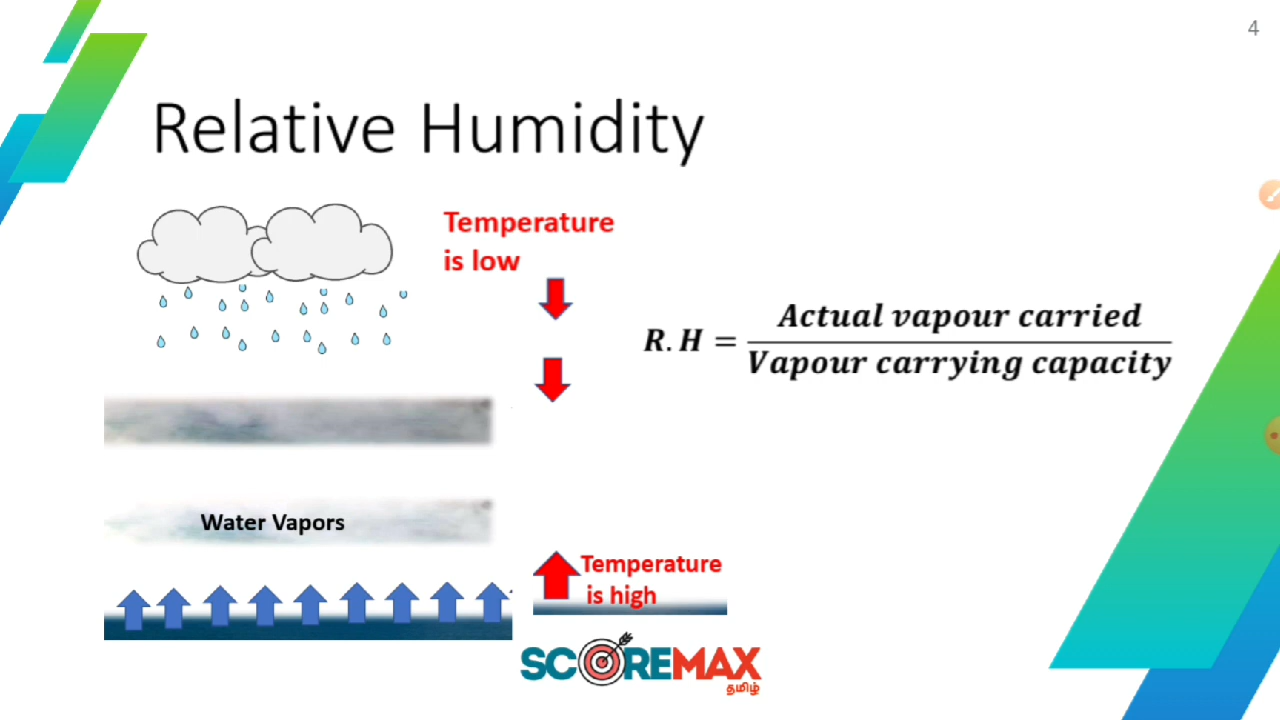 4
Relative Humidity
Temperature
is low
R.H = Actual vapour carried
Vapour carrying capacity
Water Vapors
Temperature
is high
SCOREMAX
தமிழ்